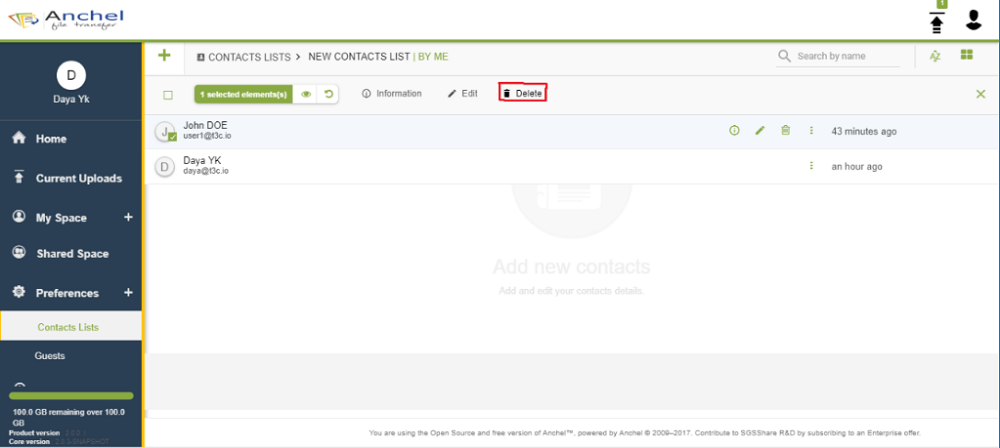 Anchel
file transfer
1
D
Daya Yk
Home
Current Uploads
My Space +
Shared Space
Preferences +
Contacts Lists
Guests
100.0 GB remaining over 100.0
GB
Product version
Core version SNAPSHOT
+
CONTACTS LISTS > NEW CONTACTS LIST | BY ME
Search by name
1 selected elements(s)
Information
Edit
Delete
J
John DOE
user1@f3c.io
43 minutes ago
D
Daya YK
daya@f3c.io
an hour ago
Add new contacts
Add and edit your contacts details.
You are using the Open Source and free version of Anchel™, powered by Anchel © 2009–2017. Contribute to SGSShare R&D by subscribing to an Enterprise offer.